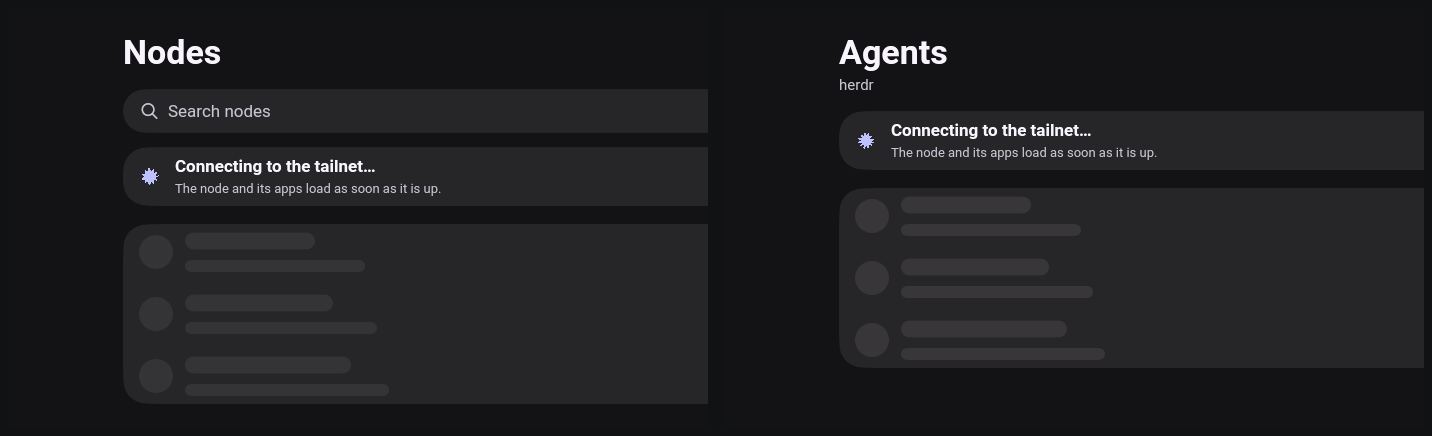 Nodes
Search nodes
Connecting to the tailnet…
The node and its apps load as soon as it is up.
Agents
herdr
Connecting to the tailnet…
The node and its apps load as soon as it is up.